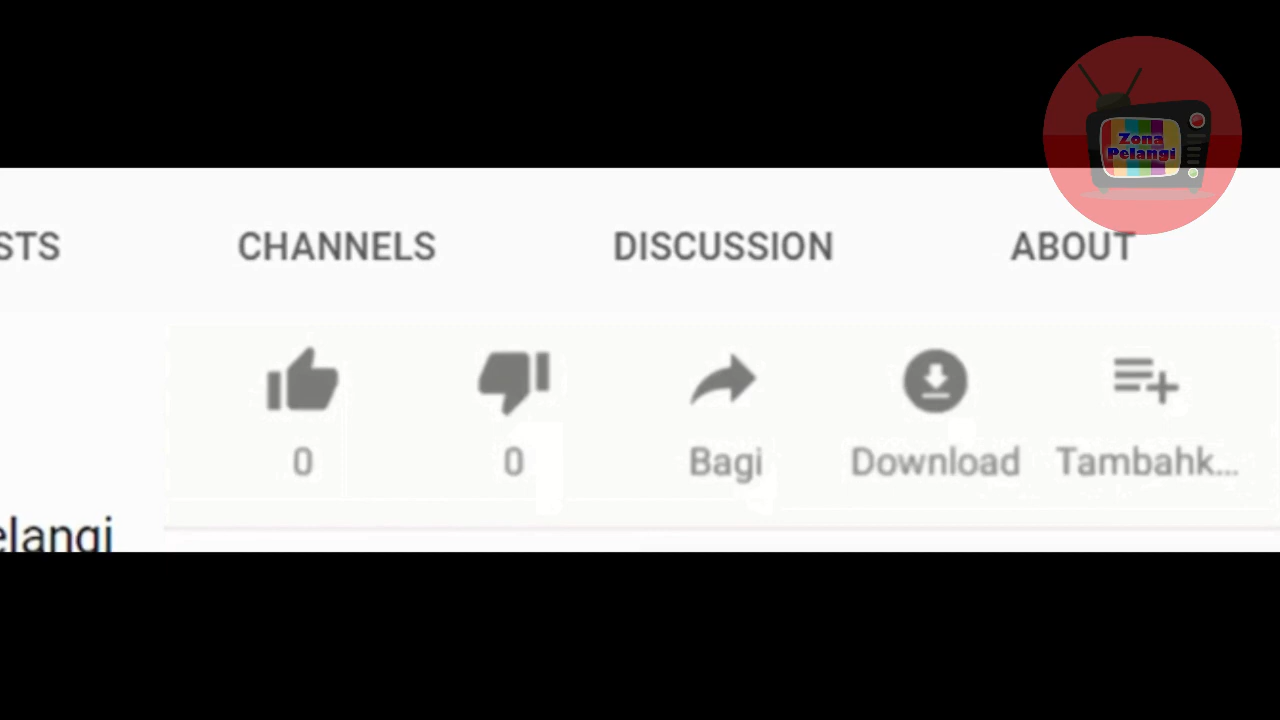 Zona
Pelangi
STS CHANNELS DISCUSSION ABOUT
0 0 Bagi Download Tambahk...
elangi